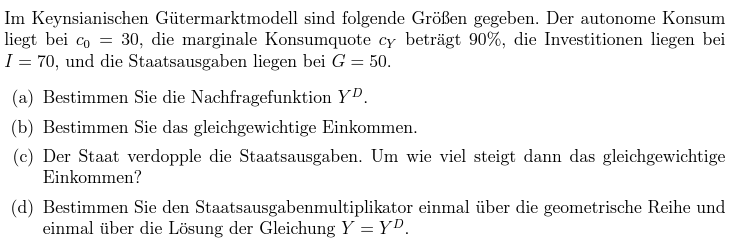 Im Keynsianischen Gütermarktmodell sind folgende Größen gegeben. Der autonome Konsum
liegt bei c₀ = 30, die marginale Konsumquote c_Y beträgt 90%, die Investitionen liegen bei
I = 70, und die Staatsausgaben liegen bei G = 50.
(a) Bestimmen Sie die Nachfragefunktion Y^D.
(b) Bestimmen Sie das gleichgewichtige Einkommen.
(c) Der Staat verdopple die Staatsausgaben. Um wie viel steigt dann das gleichgewichtige
Einkommen?
(d) Bestimmen Sie den Staatsausgabenmultiplikator einmal über die geometrische Reihe und
einmal über die Lösung der Gleichung Y = Y^D.